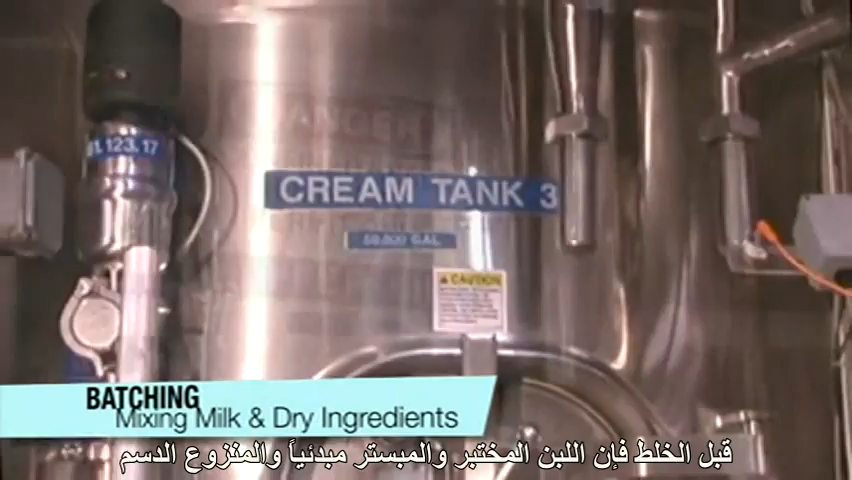 123, 17
CREAM TANK 3
GAL
CAUTION
BATCHING
Mixing Milk & Dry Ingredients
قبل الخلط فإن اللبن المختبر والمبستر مبدئياً والمنزوع الدسم